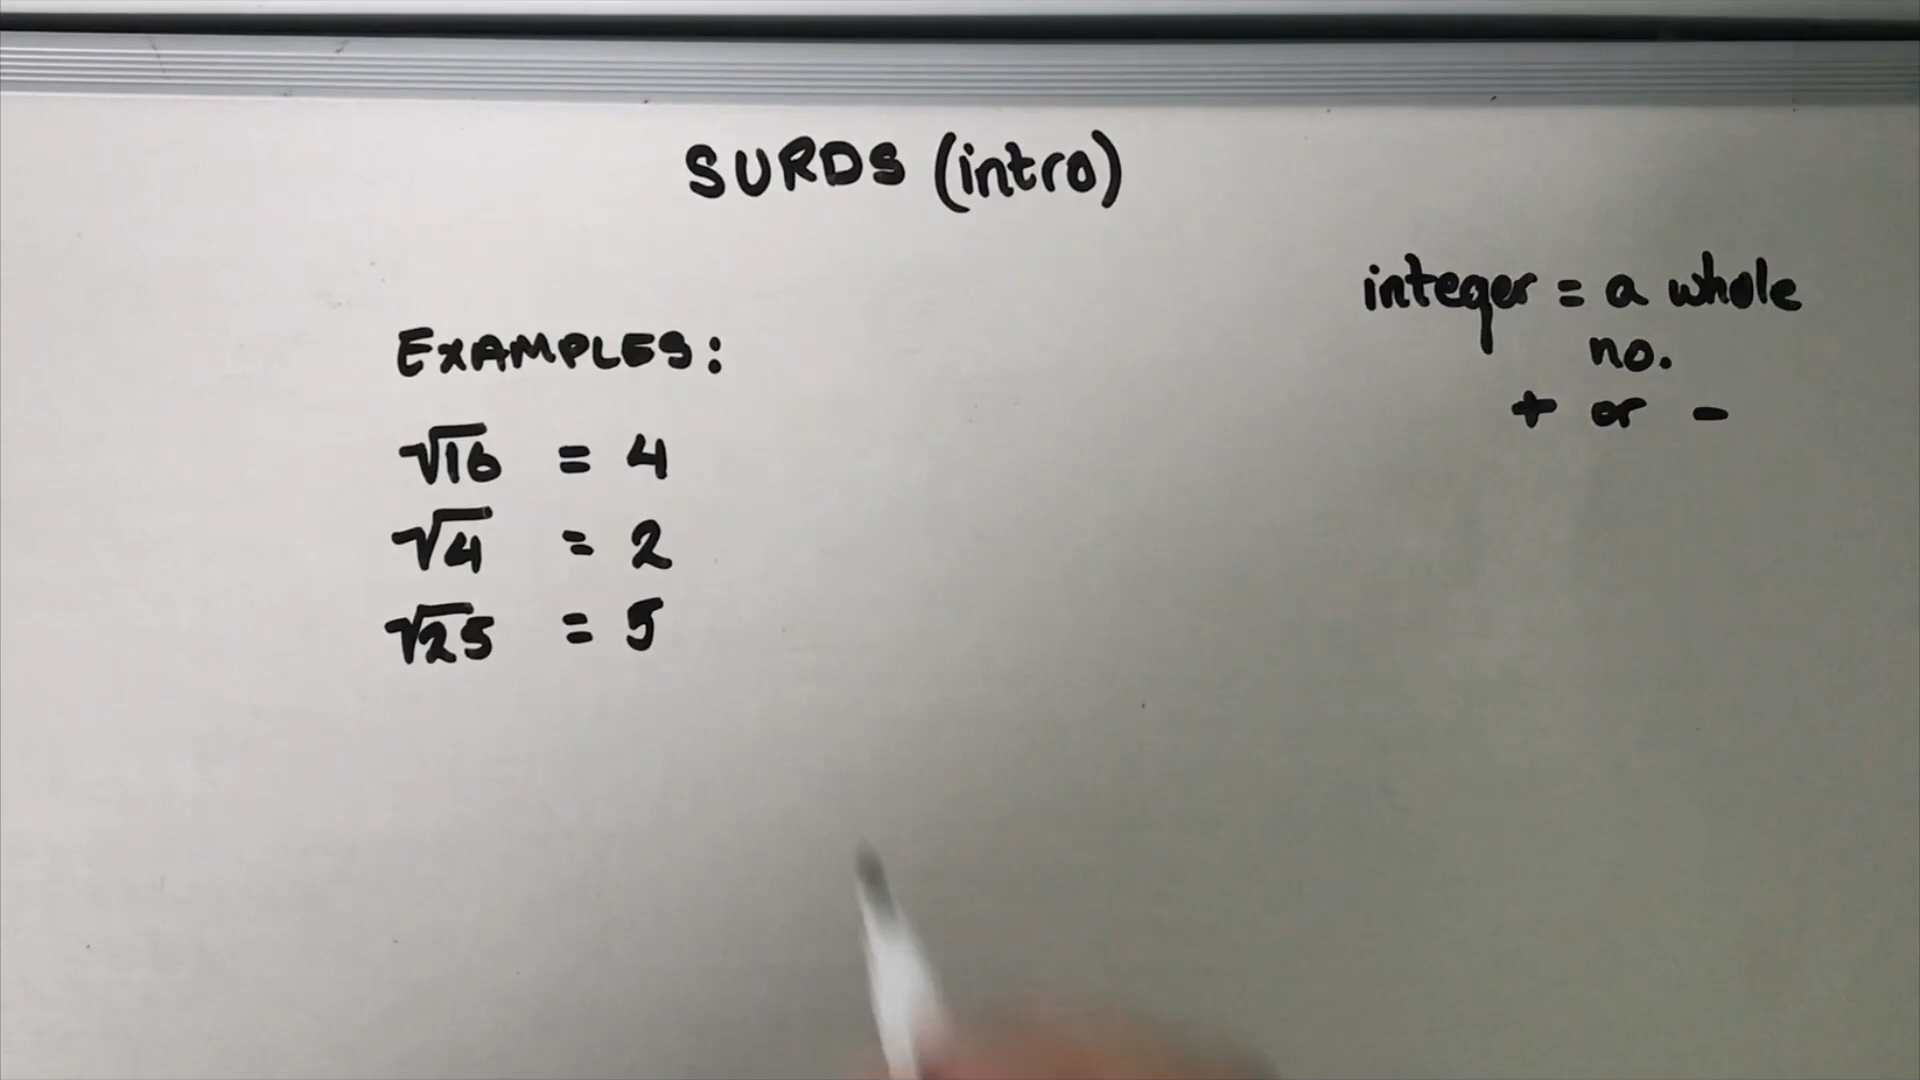 SURDS (intro)
integer = a whole
no.
+ or -
EXAMPLES:
√16 = 4
√4 = 2
√25 = 5